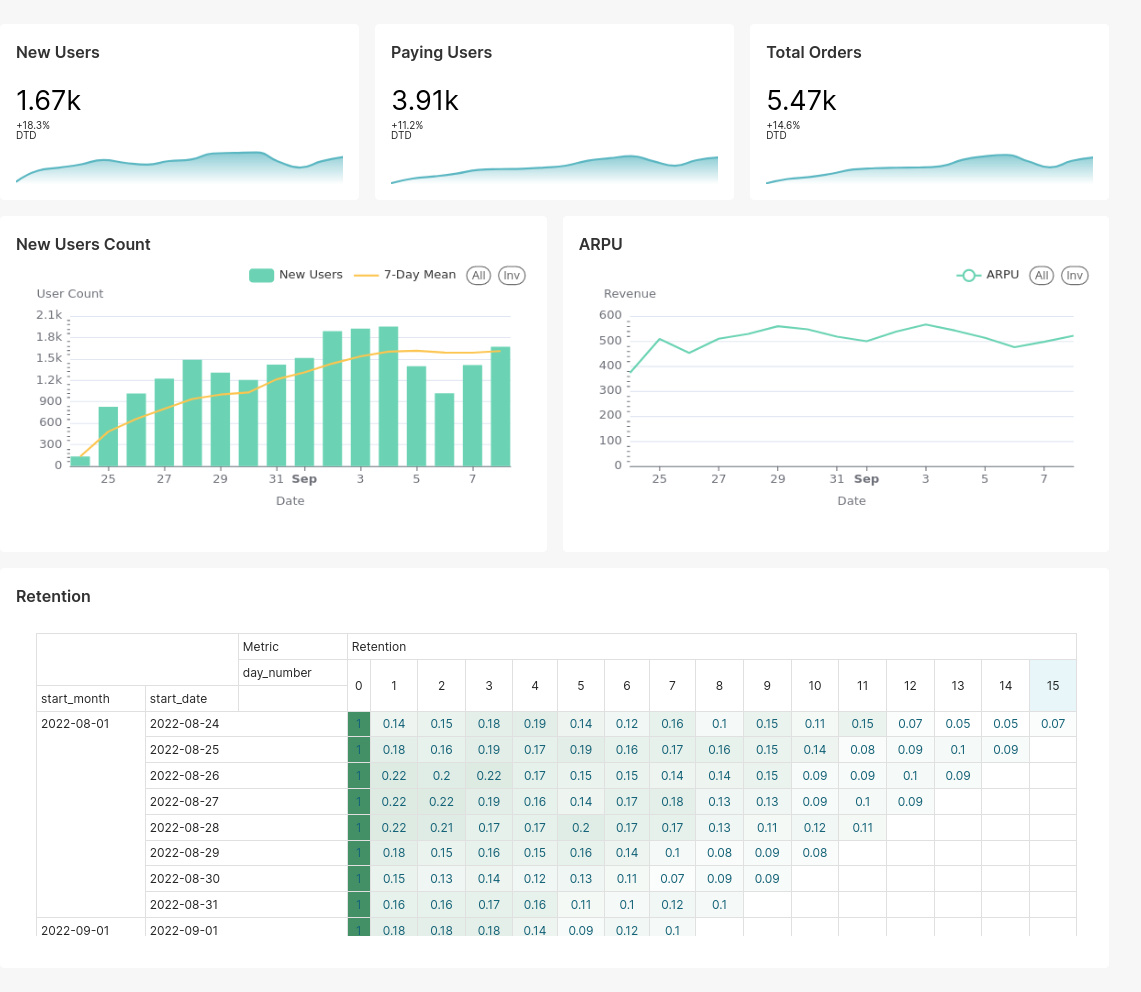 New Users
Paying Users
Total Orders
1.67k
3.91k
5.47k
+18.3%
+11.2%
+14.6%
DTD
DTD
DTD
New Users Count
New Users
7-Day Mean
All
Inv
User Count
2.1k
1.8k
1.5k
1.2k
900
600
300
0
25 27 29 31 Sep 3 5 7
Date
ARPU
ARPU
All
Inv
Revenue
600
500
400
300
200
100
0
25 27 29 31 Sep 3 5 7
Date
Retention
Metric Retention
day_number
0 1 2 3 4 5 6 7 8 9 10 11 12 13 14 15
start_month start_date
2022-08-01 2022-08-24 1 0.14 0.15 0.18 0.19 0.14 0.12 0.16 0.1 0.15 0.11 0.15 0.07 0.05 0.05 0.07
2022-08-25 1 0.18 0.16 0.19 0.17 0.19 0.16 0.17 0.16 0.15 0.14 0.08 0.09 0.1 0.09
2022-08-26 1 0.22 0.2 0.22 0.17 0.15 0.15 0.14 0.14 0.15 0.09 0.09 0.1 0.09
2022-08-27 1 0.22 0.22 0.19 0.16 0.14 0.17 0.18 0.13 0.13 0.09 0.1 0.09
2022-08-28 1 0.22 0.21 0.17 0.17 0.2 0.17 0.17 0.13 0.11 0.12 0.11
2022-08-29 1 0.18 0.15 0.16 0.15 0.16 0.14 0.1 0.08 0.09 0.08
2022-08-30 1 0.15 0.13 0.14 0.12 0.13 0.11 0.07 0.09 0.09
2022-08-31 1 0.16 0.16 0.17 0.16 0.11 0.1 0.12 0.1
2022-09-01 2022-09-01 1 0.18 0.18 0.18 0.14 0.09 0.12 0.1